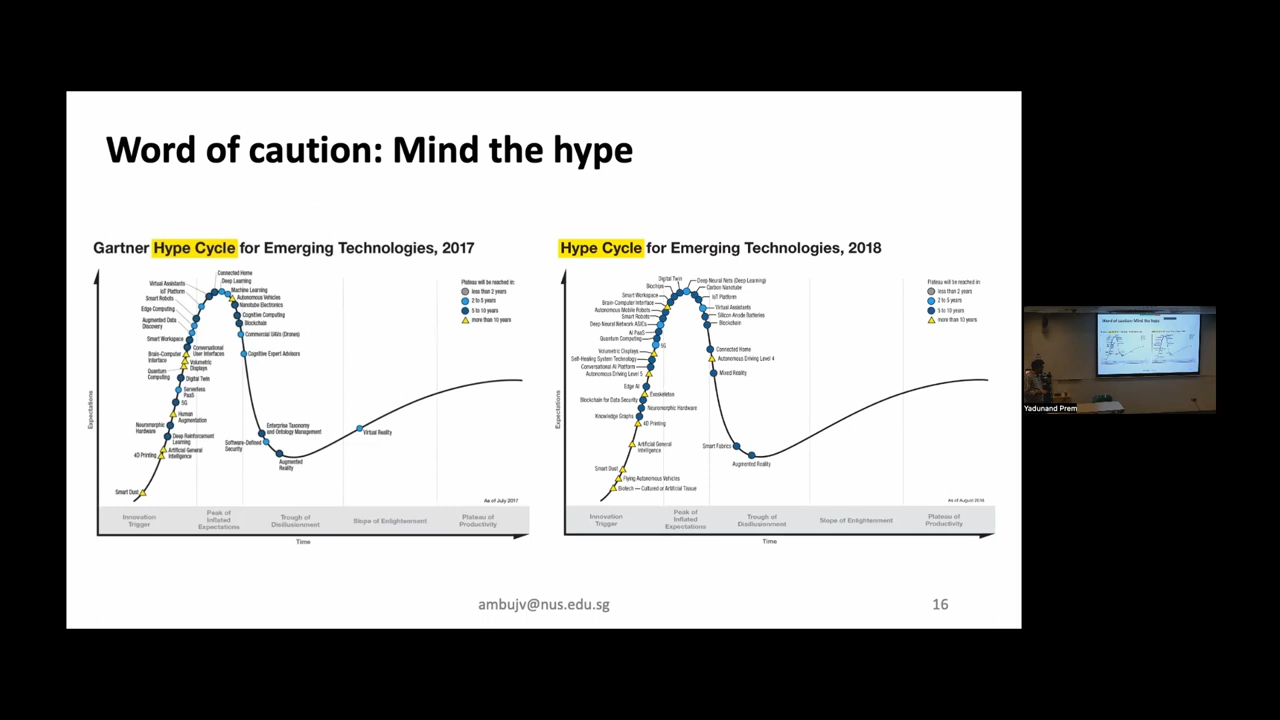 Word of caution: Mind the hype
Gartner Hype Cycle for Emerging Technologies, 2017
Expectations
Connected Home
Deep Learning
Virtual Assistants
Machine Learning
IoT Platform
Autonomous Vehicles
Smart Robots
Nanotube Electronics
Edge Computing
Cognitive Computing
Augmented Data
Discovery
Blockchain
Commercial UAVs (Drones)
Smart Workspace
Conversational
User Interfaces
Brain-Computer
Interface
Cognitive Expert Advisors
Volumetric
Displays
Quantum
Computing
Digital Twin
Serverless
PaaS
5G
Human
Augmentation
Neuromorphic
Hardware
Deep Reinforcement
Learning
Artificial General
Intelligence
4D Printing
Smart Dust
Enterprise Taxonomy
and Ontology Management
Software-Defined
Security
Augmented
Reality
Virtual Reality
Plateau will be reached in:
less than 2 years
2 to 5 years
5 to 10 years
more than 10 years
As of July 2017
Innovation
Trigger
Peak of
Inflated
Expectations
Trough of
Disillusionment
Slope of Enlightenment
Plateau of
Productivity
Time
Hype Cycle for Emerging Technologies, 2018
Expectations
Digital Twin
Deep Neural Nets (Deep Learning)
Biochips
Carbon Nanotube
Smart Workspace
IoT Platform
Brain-Computer Interface
Virtual Assistants
Autonomous Mobile Robots
Smart Robots
Silicon Anode Batteries
Deep Neural Network ASICs
Blockchain
AI PaaS
Quantum Computing
5G
Volumetric Displays
Connected Home
Self-Healing System Technology
Autonomous Driving Level 4
Conversational AI Platform
Autonomous Driving Level 5
Mixed Reality
Edge AI
Exoskeleton
Blockchain for Data Security
Neuromorphic Hardware
Knowledge Graphs
4D Printing
Artificial General
Intelligence
Smart Dust
Flying Autonomous Vehicles
Biotech — Cultured or Artificial Tissue
Smart Fabrics
Augmented Reality
Plateau will be reached in:
less than 2 years
2 to 5 years
5 to 10 years
more than 10 years
As of August 2018
Innovation
Trigger
Peak of
Inflated
Expectations
Trough of
Disillusionment
Slope of Enlightenment
Plateau of
Productivity
Time
ambujv@nus.edu.sg
16
Word of caution: Mind the hype
Yadunand Prem